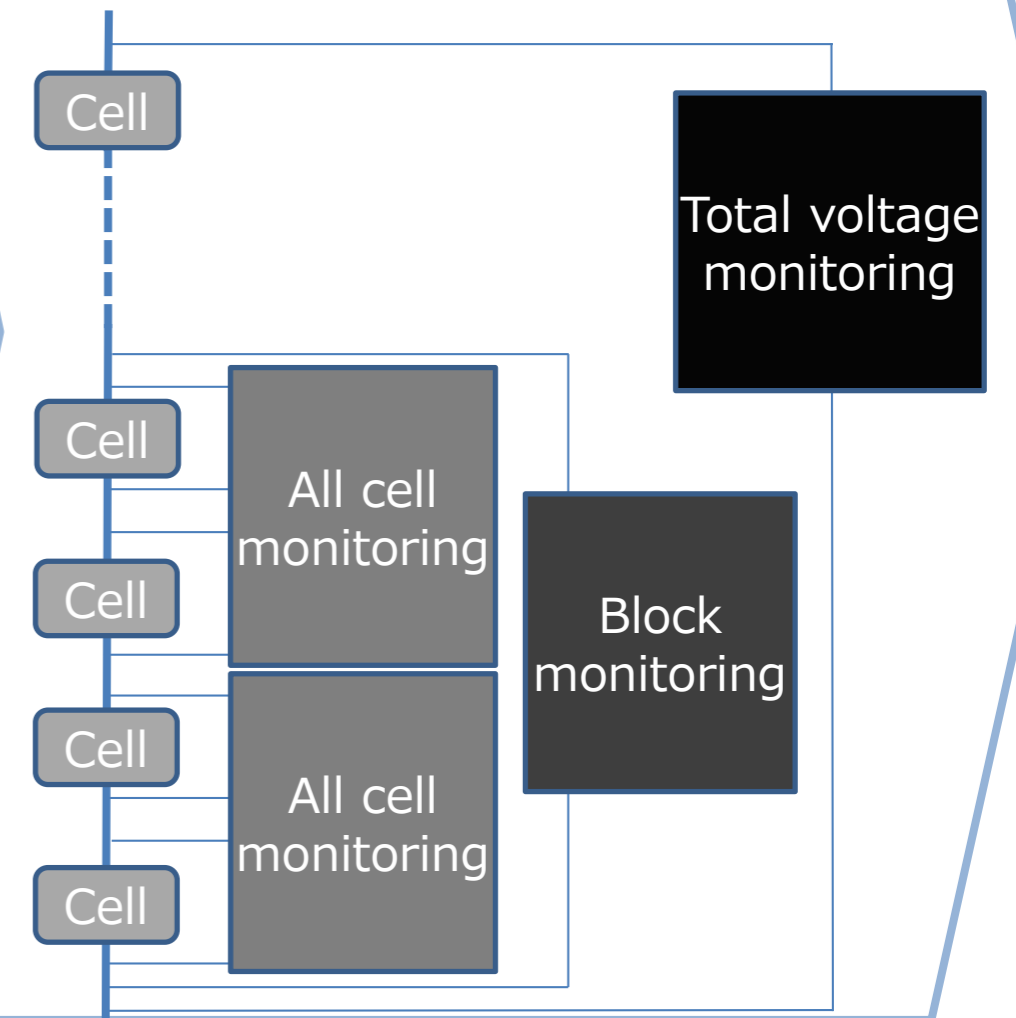 Cell
Total voltage
monitoring
Cell
All cell
monitoring
Cell
Block
monitoring
Cell
All cell
monitoring
Cell